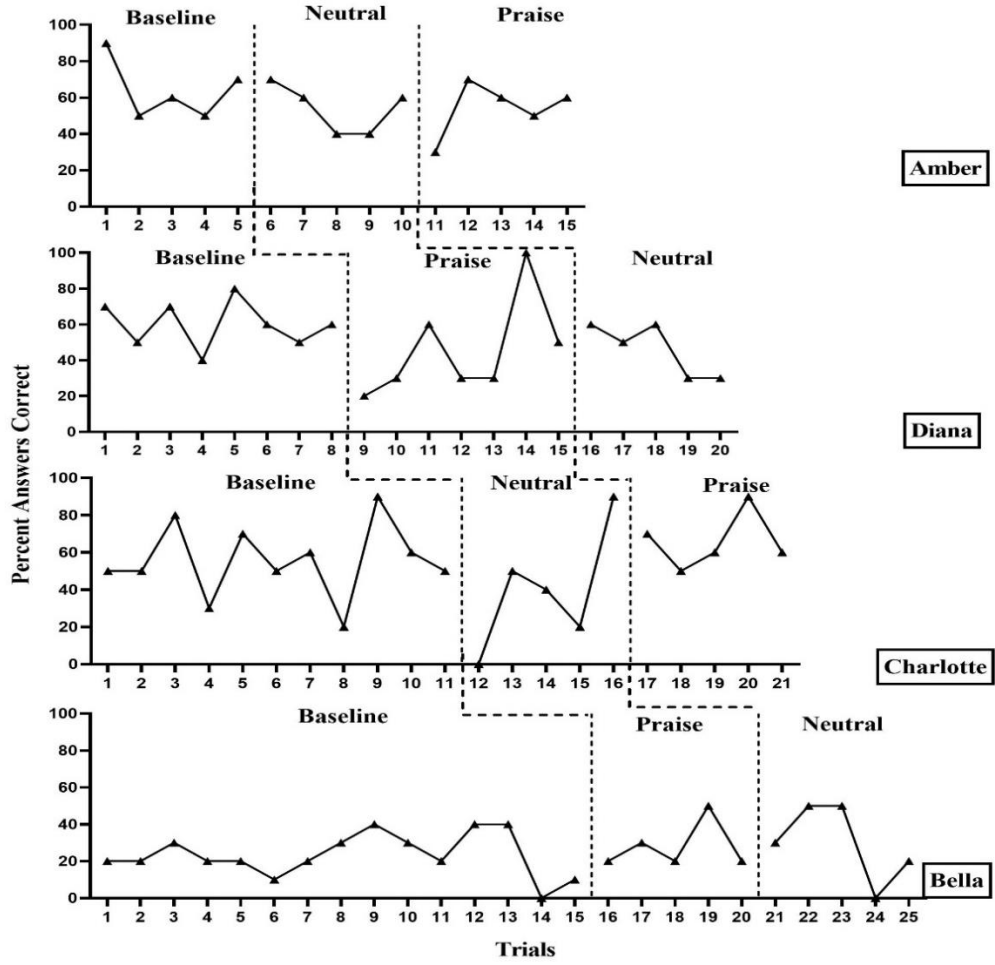 Baseline Neutral Praise
100
80
60
40
20
0
1 2 3 4 5 6 7 8 9 10 11 12 13 14 15
Amber
Baseline Praise Neutral
100
80
60
40
20
0
1 2 3 4 5 6 7 8 9 10 11 12 13 14 15 16 17 18 19 20
Diana
Percent Answers Correct
Baseline Neutral Praise
100
80
60
40
20
0
1 2 3 4 5 6 7 8 9 10 11 12 13 14 15 16 17 18 19 20 21
Charlotte
Baseline Praise Neutral
100
80
60
40
20
0
1 2 3 4 5 6 7 8 9 10 11 12 13 14 15 16 17 18 19 20 21 22 23 24 25
Bella
Trials